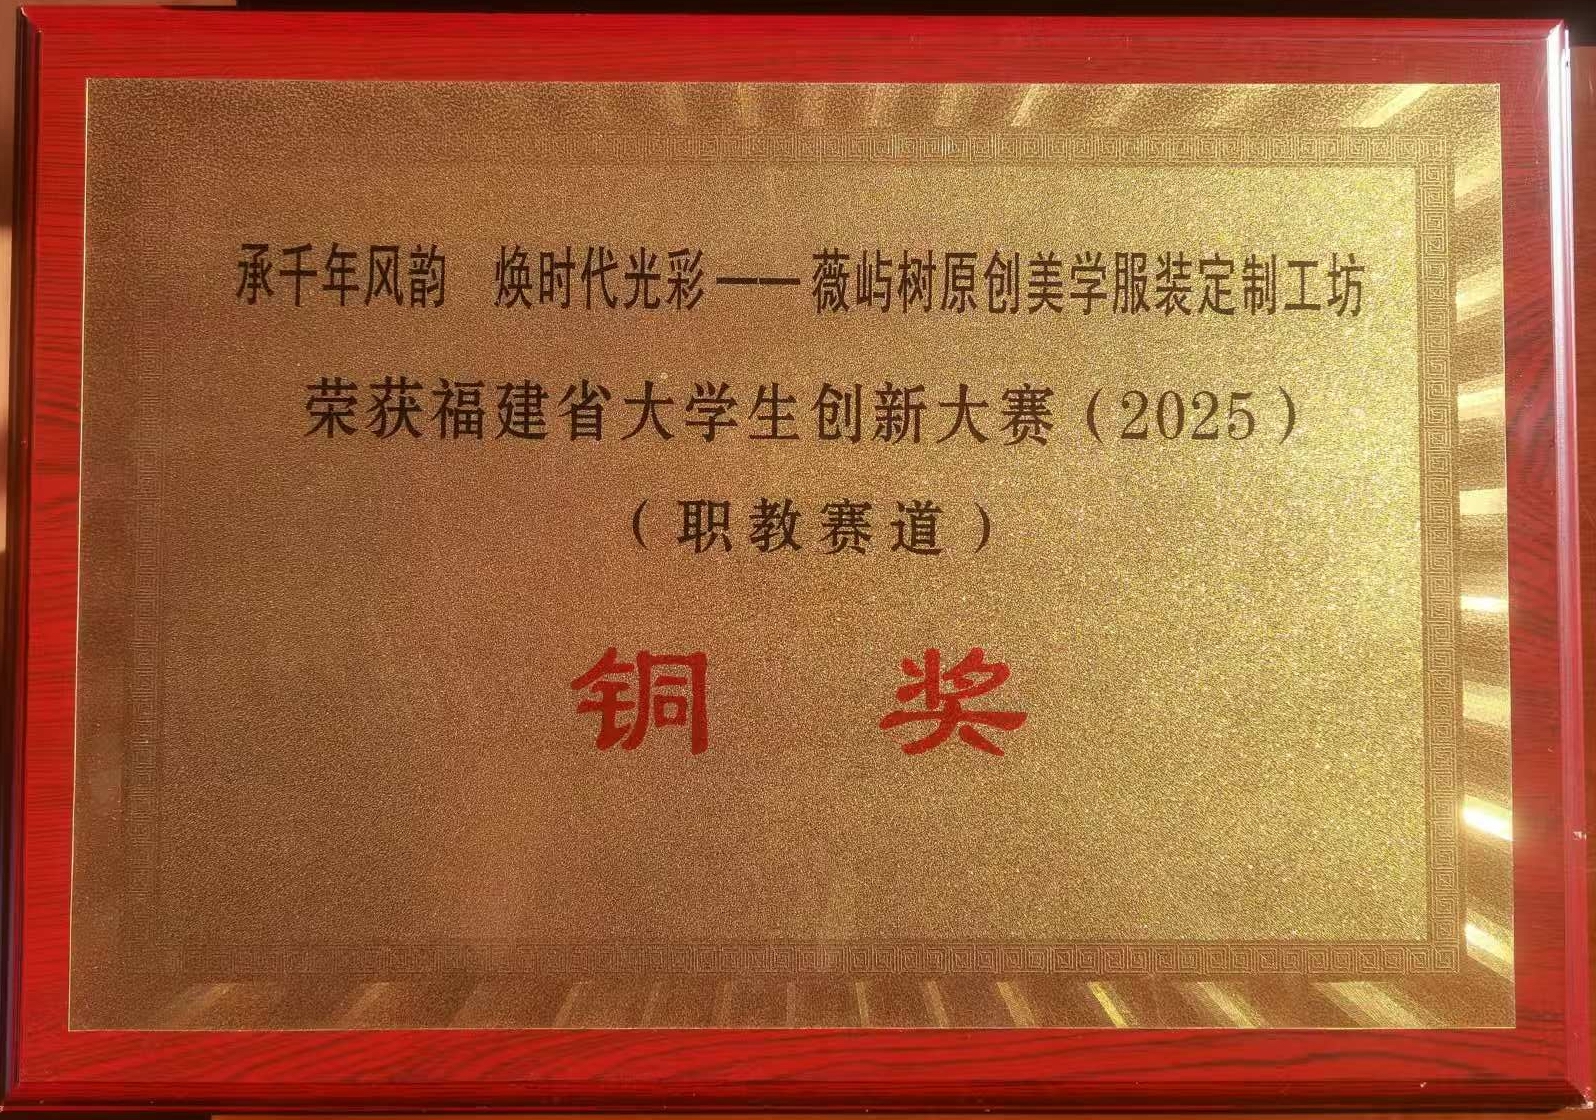 承千年风韵　焕时代光彩——薇屿树原创美学服装定制工坊
荣获福建省大学生创新大赛（2025）
（职教赛道）
铜　奖